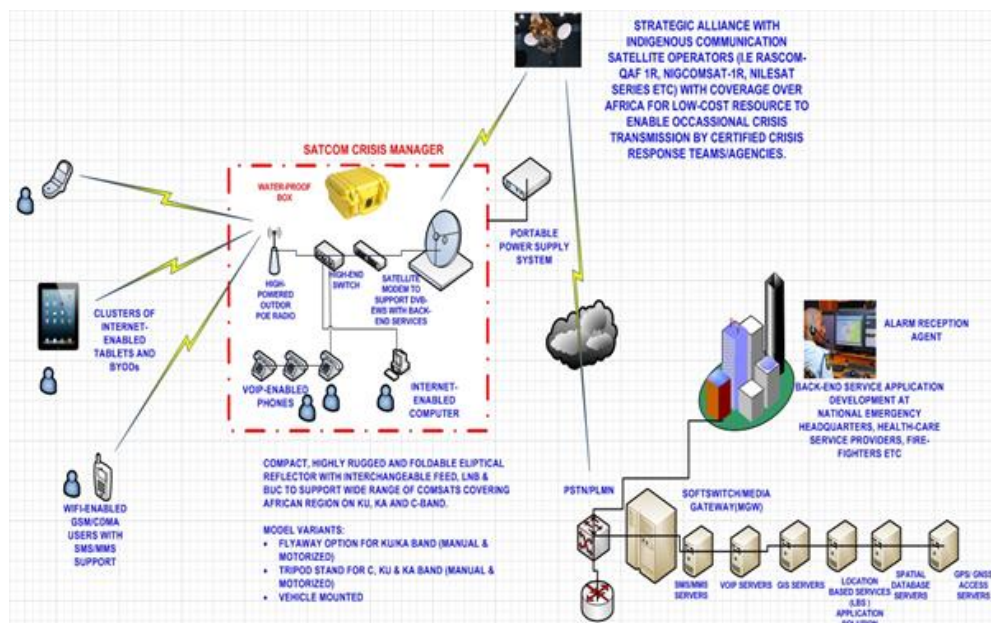 STRATEGIC ALLIANCE WITH
INDIGENOUS COMMUNICATION
SATELLITE OPERATORS (I.E RASCOM-
QAF 1R, NIGCOMSAT-1R, NILESAT
SERIES ETC) WITH COVERAGE OVER
AFRICA FOR LOW-COST RESOURCE TO
ENABLE OCCASSIONAL CRISIS
TRANSMISSION BY CERTIFIED CRISIS
RESPONSE TEAMS/AGENCIES.
SATCOM CRISIS MANAGER
WATER-PROOF
BOX
HIGH-
POWERED
OUTDOR
POE RADIO
HIGH-END
SWITCH
SATELLITE
MODEM TO
SUPPORT DVB-
EWS WITH BACK-
END SERVICES
PORTABLE
POWER SUPPLY
SYSTEM
CLUSTERS OF
INTERNET-
ENABLED
TABLETS AND
BYODs
VOIP-ENABLED
PHONES
INTERNET-
ENABLED
COMPUTER
ALARM RECEPTION
AGENT
BACK-END SERVICE APPLICATION
DEVELOPMENT AT
NATIONAL EMERGENCY
HEADQUARTERS, HEALTH-CARE
SERVICE PROVIDERS, FIRE-
FIGHTERS ETC
WIFI-ENABLED
GSM/CDMA
USERS WITH
SMS/MMS
SUPPORT
COMPACT, HIGHLY RUGGED AND FOLDABLE ELIPTICAL
REFLECTOR WITH INTERCHANGEABLE FEED, LNB &
BUC TO SUPPORT WIDE RANGE OF COMSATS COVERING
AFRICAN REGION ON KU, KA AND C-BAND.
MODEL VARIANTS:
• FLYAWAY OPTION FOR KU/KA BAND (MANUAL &
MOTORIZED)
• TRIPOD STAND FOR C, KU & KA BAND (MANUAL &
MOTORIZED)
• VEHICLE MOUNTED
PSTN/PLMN
SOFTSWITCH/MEDIA
GATEWAY(MGW)
SMS/MMS
SERVERS
VOIP SERVERS
GIS SERVERS
LOCATION
BASED SERVICES
(LBS )
APPLICATION
SPATIAL
DATABASE
SERVERS
GPS/ GNSS
ACCESS
SERVERS